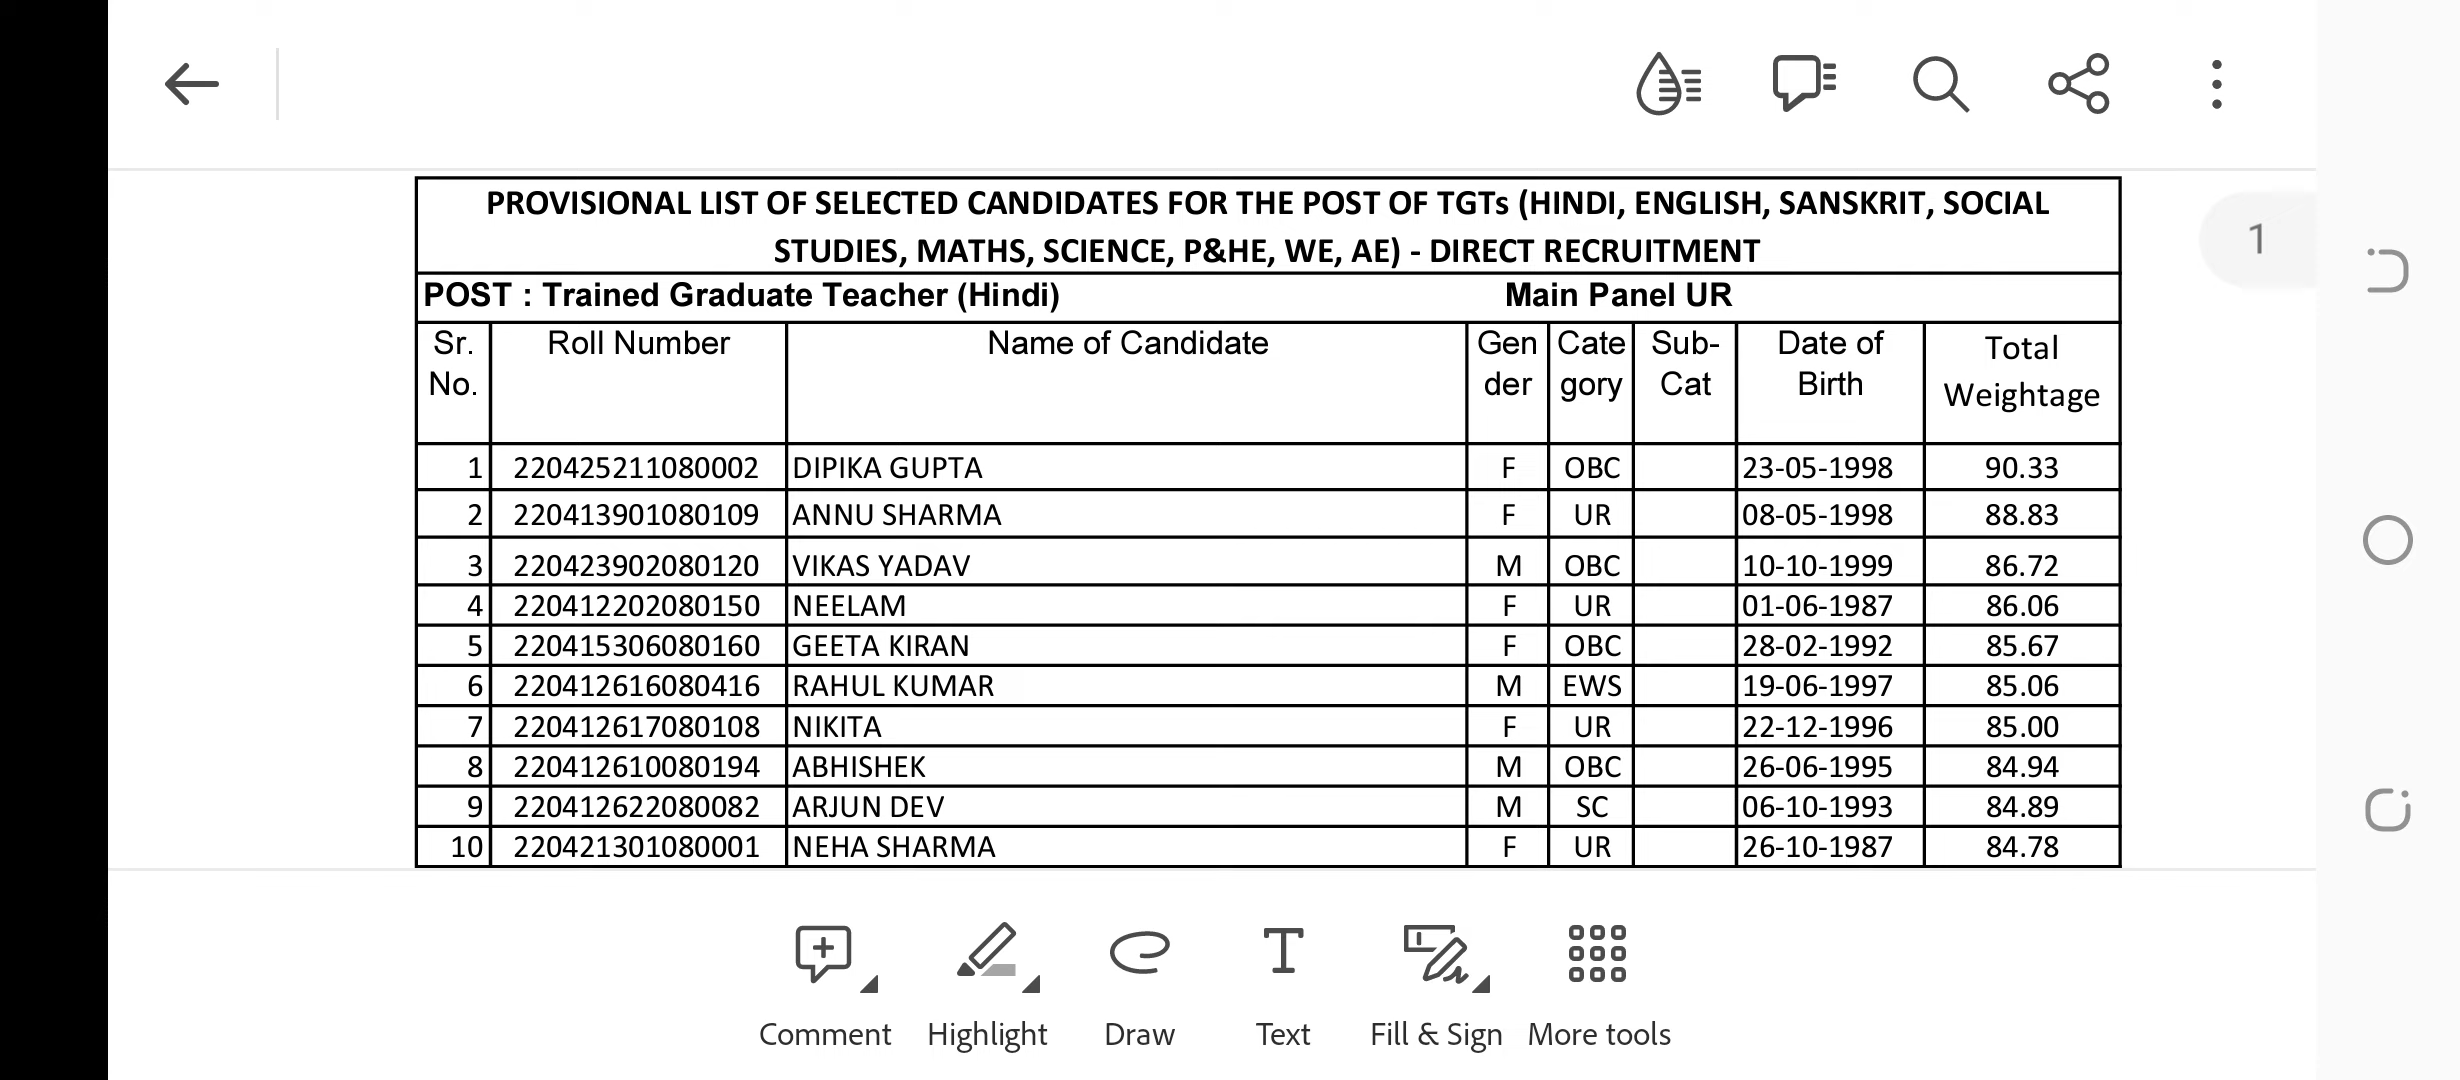 PROVISIONAL LIST OF SELECTED CANDIDATES FOR THE POST OF TGTs (HINDI, ENGLISH, SANSKRIT, SOCIAL
STUDIES, MATHS, SCIENCE, P&HE, WE, AE) - DIRECT RECRUITMENT
1
POST : Trained Graduate Teacher (Hindi) Main Panel UR
Sr. Roll Number Name of Candidate Gen Cate Sub- Date of Total
No. der gory Cat Birth Weightage
1 220425211080002 DIPIKA GUPTA F OBC 23-05-1998 90.33
2 220413901080109 ANNU SHARMA F UR 08-05-1998 88.83
3 220423902080120 VIKAS YADAV M OBC 10-10-1999 86.72
4 220412202080150 NEELAM F UR 01-06-1987 86.06
5 220415306080160 GEETA KIRAN F OBC 28-02-1992 85.67
6 220412616080416 RAHUL KUMAR M EWS 19-06-1997 85.06
7 220412617080108 NIKITA F UR 22-12-1996 85.00
8 220412610080194 ABHISHEK M OBC 26-06-1995 84.94
9 220412622080082 ARJUN DEV M SC 06-10-1993 84.89
10 220421301080001 NEHA SHARMA F UR 26-10-1987 84.78
Comment Highlight Draw Text Fill & Sign More tools